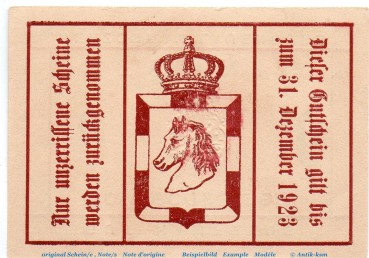 Nur unzerrissene Scheine
werden zurückgenommen
Dieser Gutschein gilt bis
zum 31. Dezember 1923
original Schein/e , Note/s Note d'origine Beispielbild Example Modèle © Antik-ksm